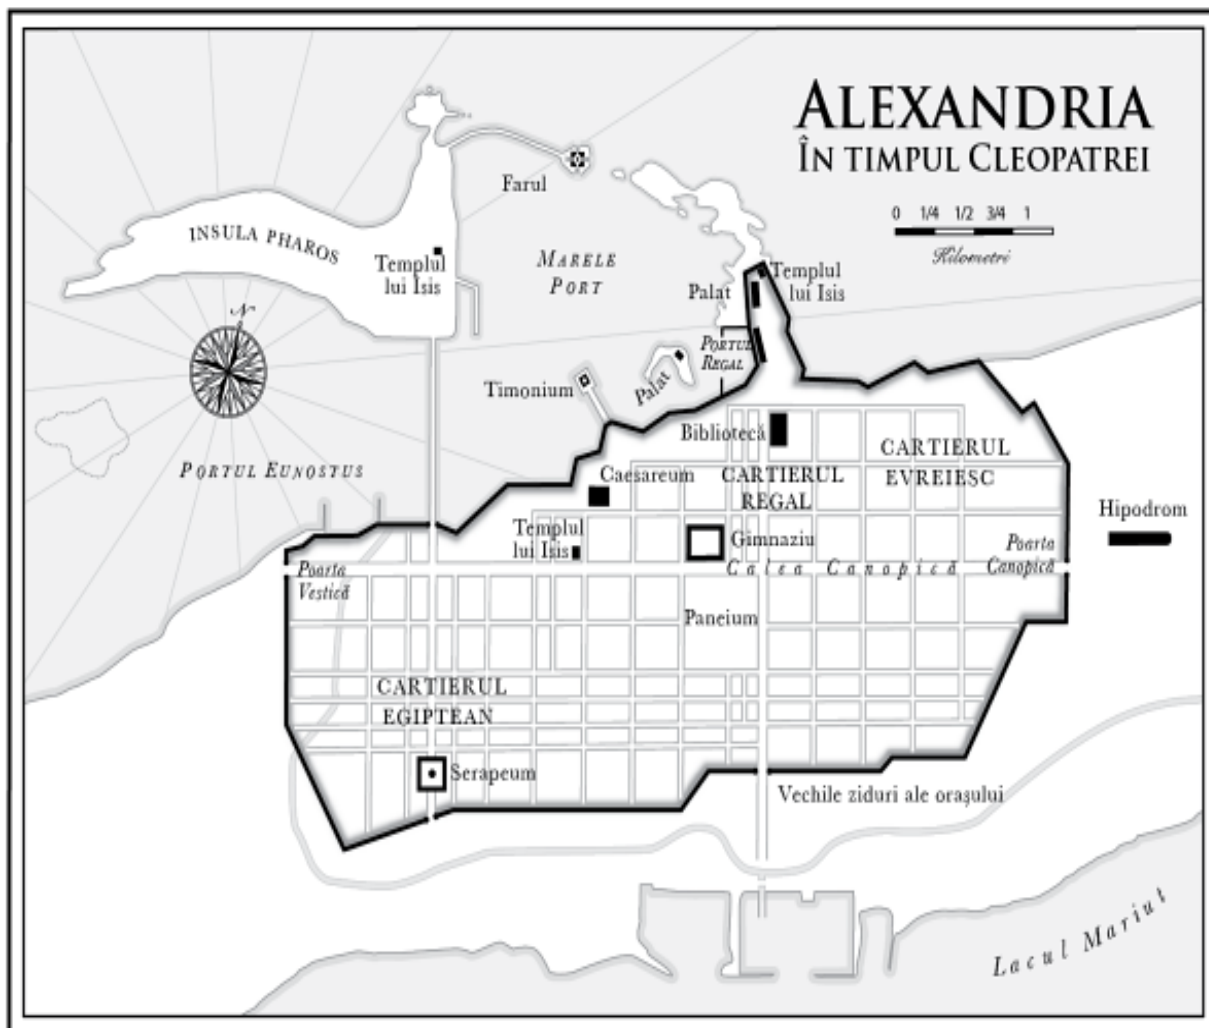 ALEXANDRIA
ÎN TIMPUL CLEOPATREI
0 1/4 1/2 3/4 1
Kilometri
Farul
INSULA PHAROS
Templul
lui Isis
MARELE
PORT
Templul
lui Isis
Palat
N
PORTUL
REGAL
Palat
Timonium
Bibliotecă
CARTIERUL
EVREIESC
PORTUL EUNOSTUS
Caesareum
CARTIERUL
REGAL
Hipodrom
Templul
lui Isis
Gimnaziu
Poarta
Canopică
Calea Canopică
Poarta
Vestică
Paneium
CARTIERUL
EGIPTEAN
Serapeum
Vechile ziduri ale orașului
Lacul Mariut